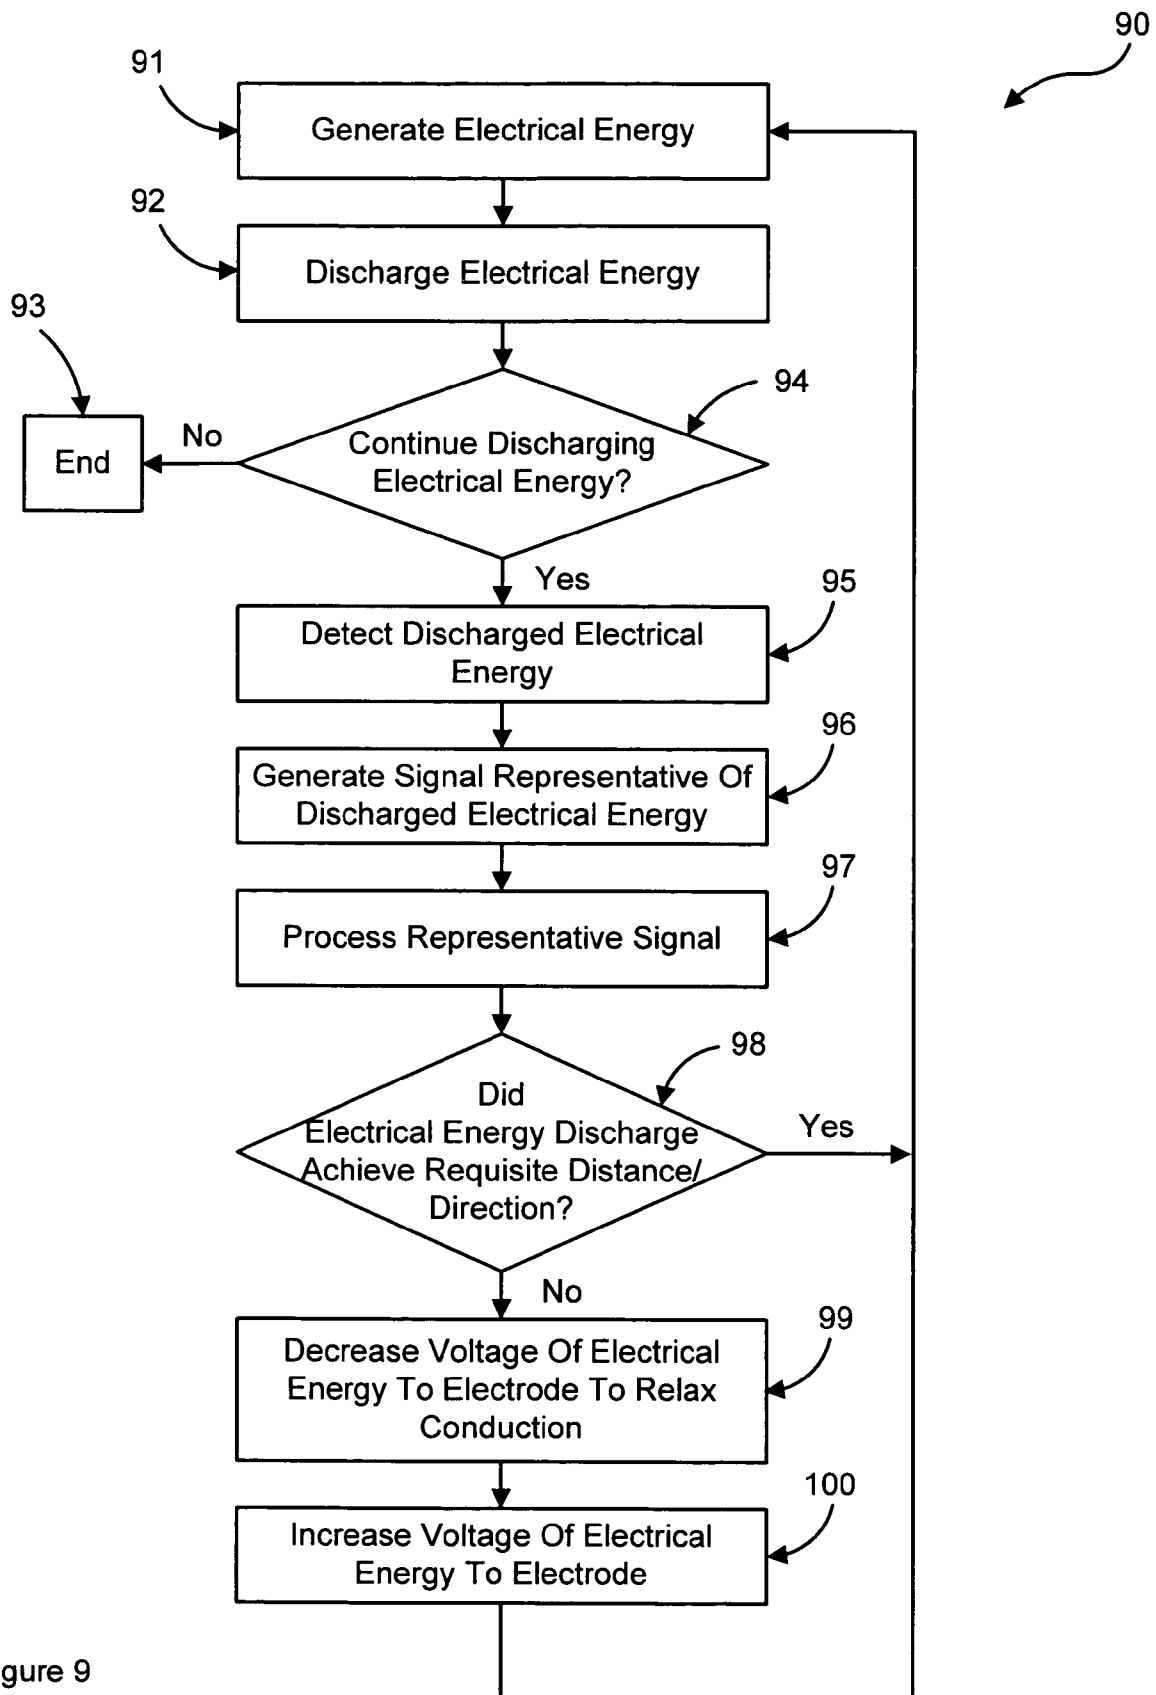 90
91
Generate Electrical Energy
92
Discharge Electrical Energy
93
94
End
No
Continue Discharging
Electrical Energy?
Yes
95
Detect Discharged Electrical
Energy
96
Generate Signal Representative Of
Discharged Electrical Energy
97
Process Representative Signal
98
Did
Electrical Energy Discharge
Achieve Requisite Distance/
Direction?
Yes
No
99
Decrease Voltage Of Electrical
Energy To Electrode To Relax
Conduction
100
Increase Voltage Of Electrical
Energy To Electrode
gure 9